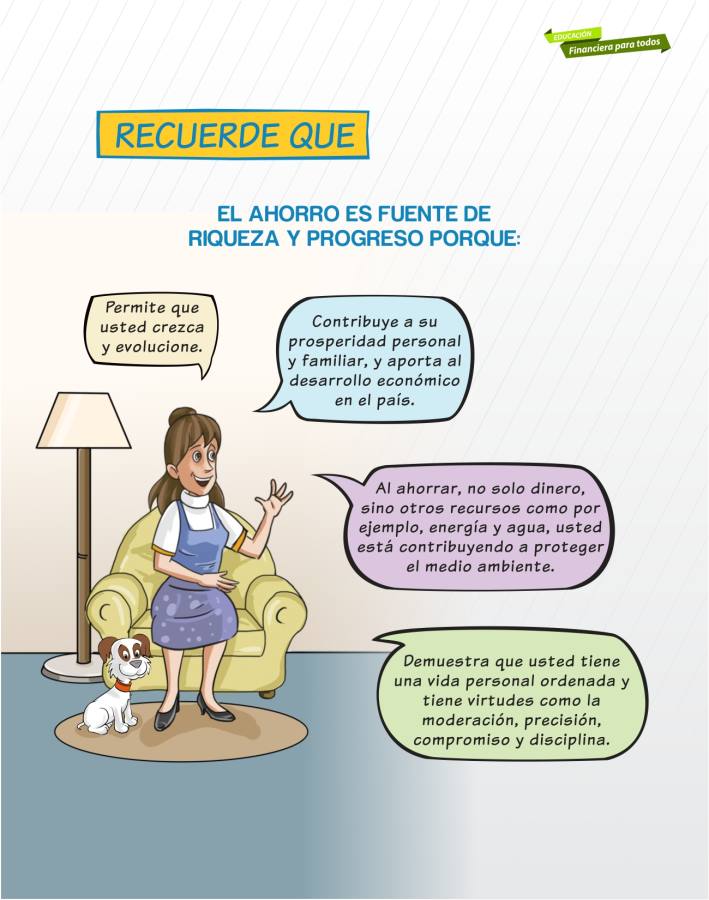 EDUCACIÓN
Financiera para todos
RECUERDE QUE
EL AHORRO ES FUENTE DE
RIQUEZA Y PROGRESO PORQUE:
Permite que
usted crezca
y evolucione.
Contribuye a su
prosperidad personal
y familiar, y aporta al
desarrollo económico
en el país.
Al ahorrar, no solo dinero,
sino otros recursos como por
ejemplo, energía y agua, usted
está contribuyendo a proteger
el medio ambiente.
Demuestra que usted tiene
una vida personal ordenada y
tiene virtudes como la
moderación, precisión,
compromiso y disciplina.